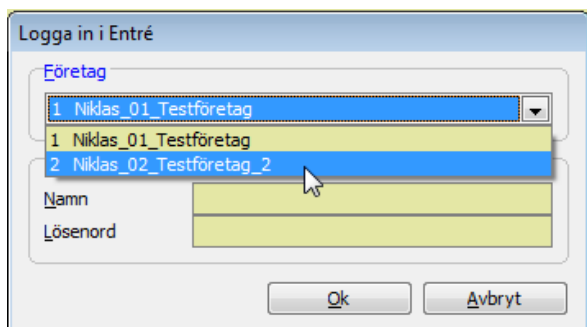 Logga in i Entré
Företag
1 Niklas_01_Testföretag
1 Niklas_01_Testföretag
2 Niklas_02_Testföretag_2
Namn
Lösenord
Ok Avbryt